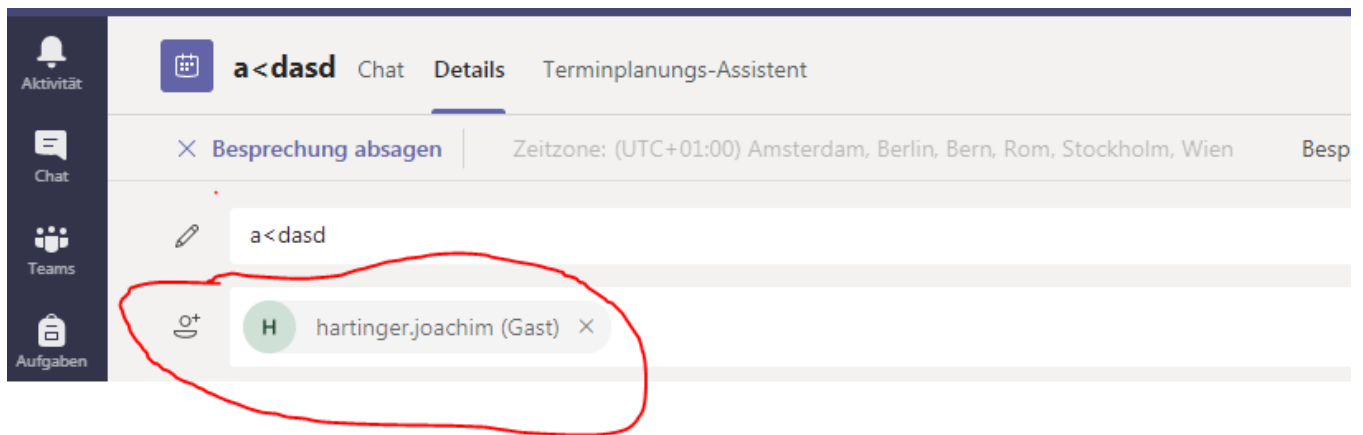 Aktivität
a<dasd Chat Details Terminplanungs-Assistent
Besprechung absagen Zeitzone: (UTC+01:00) Amsterdam, Berlin, Bern, Rom, Stockholm, Wien Besp
Chat
a<dasd
Teams
H hartinger.joachim (Gast)
Aufgaben